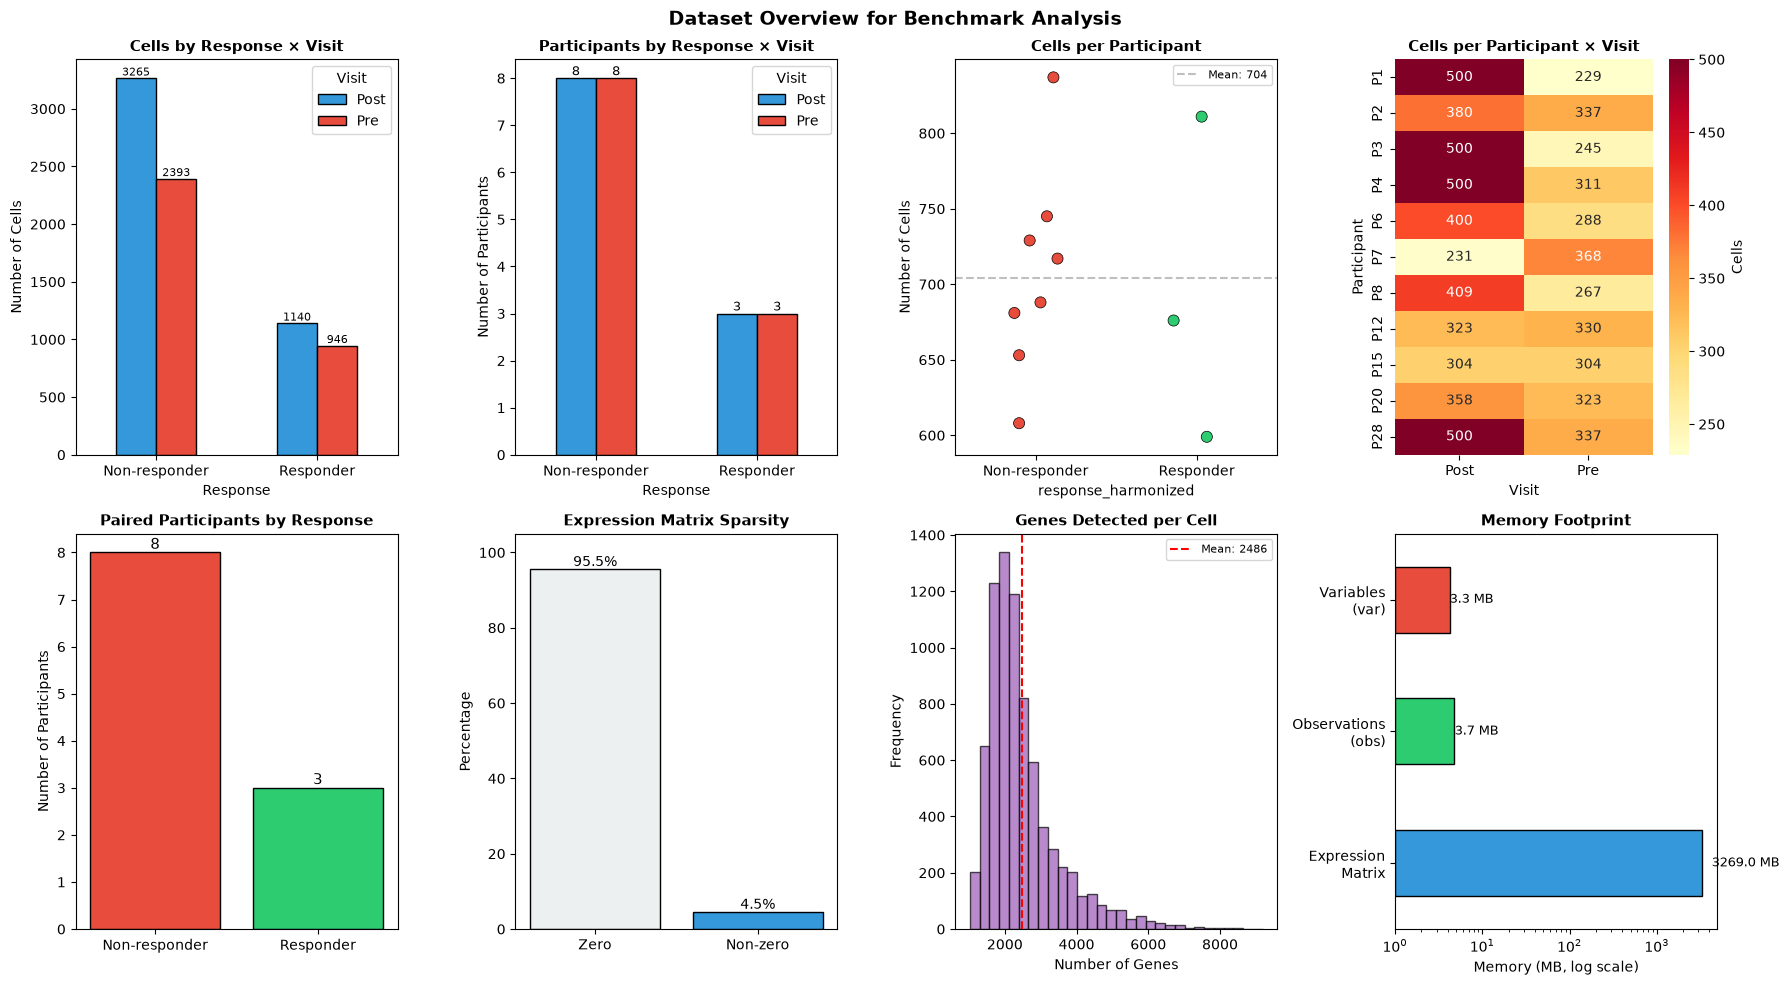 Dataset Overview for Benchmark Analysis
Cells by Response × Visit
Number of Cells
3000
2500
2000
1500
1000
500
0
3265
2393
1140
946
Visit
Post
Pre
Non-responder
Responder
Response
Participants by Response × Visit
Number of Participants
8
7
6
5
4
3
2
1
0
8
8
3
3
Visit
Post
Pre
Non-responder
Responder
Response
Cells per Participant
Number of Cells
800
750
700
650
600
Mean: 704
Non-responder
Responder
response_harmonized
Cells per Participant × Visit
Participant
P1 500 229
P2 380 337
P3 500 245
P4 500 311
P6 400 288
P7 231 368
P8 409 267
P12 323 330
P15 304 304
P20 358 323
P28 500 337
Post
Pre
Visit
500
450
400
350
300
250
Cells
Paired Participants by Response
Number of Participants
8
7
6
5
4
3
2
1
0
8
3
Non-responder
Responder
Expression Matrix Sparsity
Percentage
100
80
60
40
20
0
95.5%
4.5%
Zero
Non-zero
Genes Detected per Cell
Frequency
1400
1200
1000
800
600
400
200
0
Mean: 2486
2000
4000
6000
8000
Number of Genes
Memory Footprint
Variables
(var)
3.3 MB
Observations
(obs)
3.7 MB
Expression
Matrix
3269.0 MB
10⁰
10¹
10²
10³
Memory (MB, log scale)